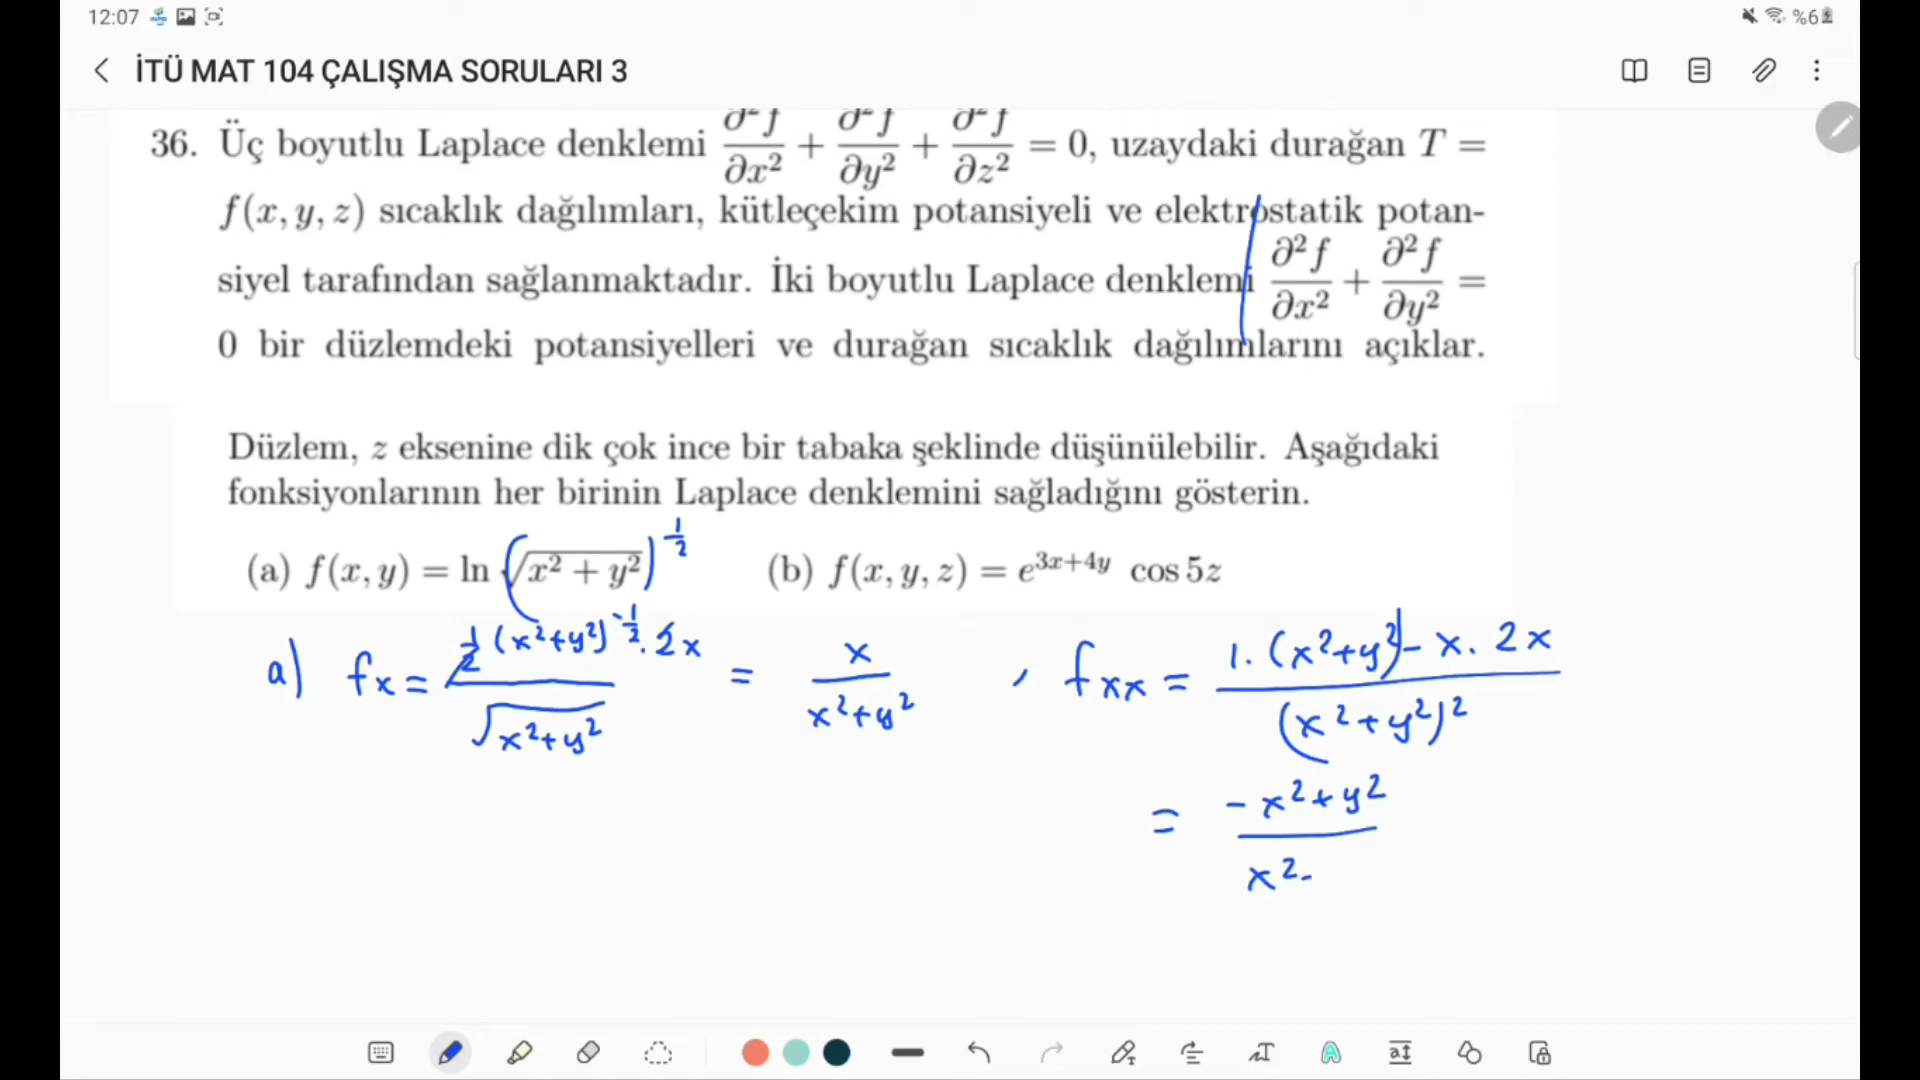 12:07 %6
İTÜ MAT 104 ÇALIŞMA SORULARI 3
36. Üç boyutlu Laplace denklemi ∂²f/∂x² + ∂²f/∂y² + ∂²f/∂z² = 0, uzaydaki durağan T =
f(x, y, z) sıcaklık dağılımları, kütleçekim potansiyeli ve elektrostatik potan-
siyel tarafından sağlanmaktadır. İki boyutlu Laplace denklemi ∂²f/∂x² + ∂²f/∂y² =
0 bir düzlemdeki potansiyelleri ve durağan sıcaklık dağılımlarını açıklar.
Düzlem, z eksenine dik çok ince bir tabaka şeklinde düşünülebilir. Aşağıdaki
fonksiyonlarının her birinin Laplace denklemini sağladığını gösterin.
(a) f(x, y) = ln (√x² + y²)^1/2 (b) f(x, y, z) = e^3x+4y cos 5z
a) fx = 1/2 (x²+y²)^-1/2 . 2x / √x²+y² = x / x²+y² , fxx = 1.(x²+y²) - x. 2x / (x²+y²)²
= -x²+y² / x²-